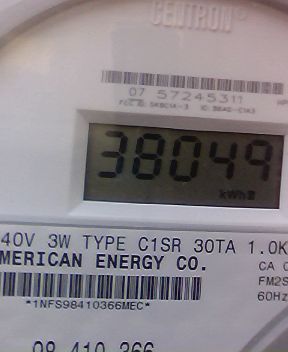 CENTRON®
07 57245311
38049
kWh
40V 3W TYPE C1SR 30TA 1.0K
MERICAN ENERGY CO.
CA 0
FM2S
60Hz
*1NFS98410366MEC*
98 410 366